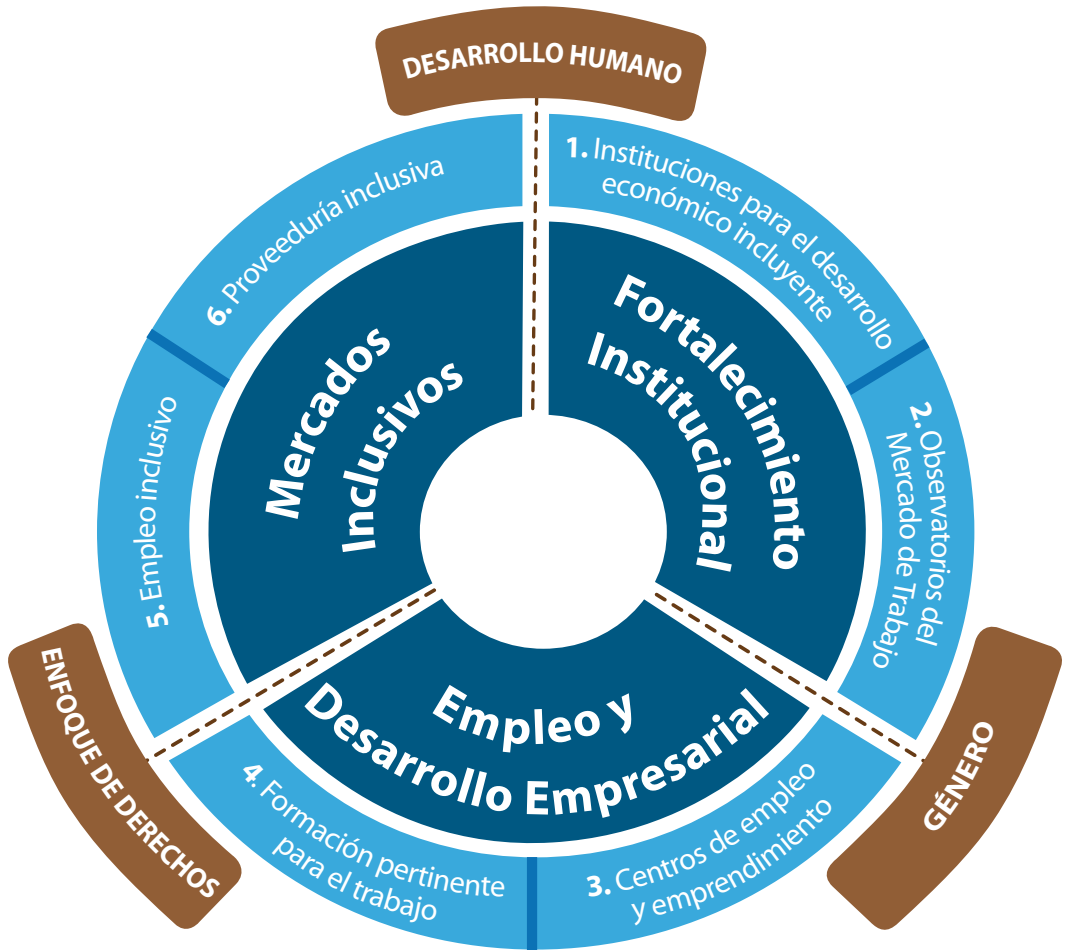 DESARROLLO HUMANO
1. Instituciones para el desarrollo
económico incluyente
Fortalecimiento
Institucional
2. Observatorios del
Mercado de Trabajo
GÉNERO
3. Centros de empleo
y emprendimiento
Empleo y
Desarrollo Empresarial
4. Formación pertinente
para el trabajo
ENFOQUE DE DERECHOS
5. Empleo inclusivo
Mercados
Inclusivos
6. Proveeduría inclusiva